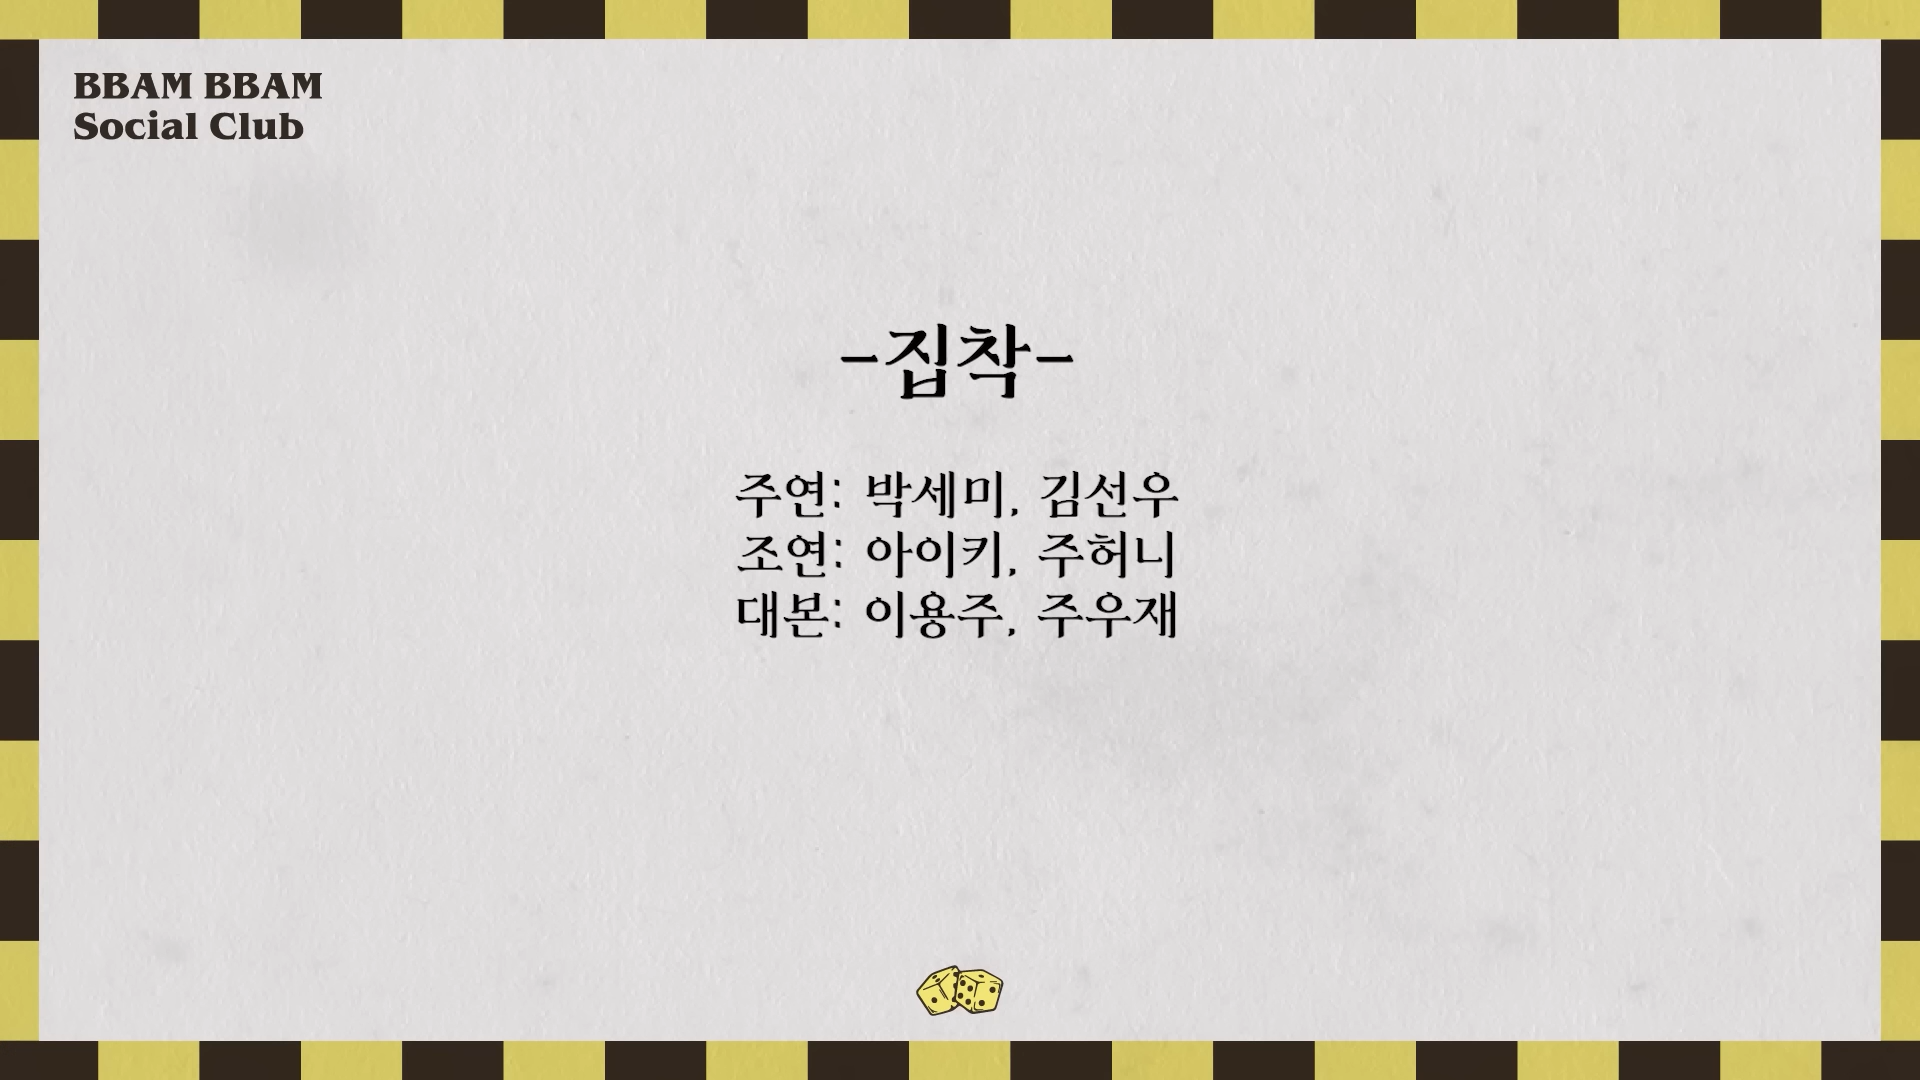 BBAM BBAM
Social Club
-집착-
주연: 박세미, 김선우
조연: 아이키, 주허니
대본: 이용주, 주우재